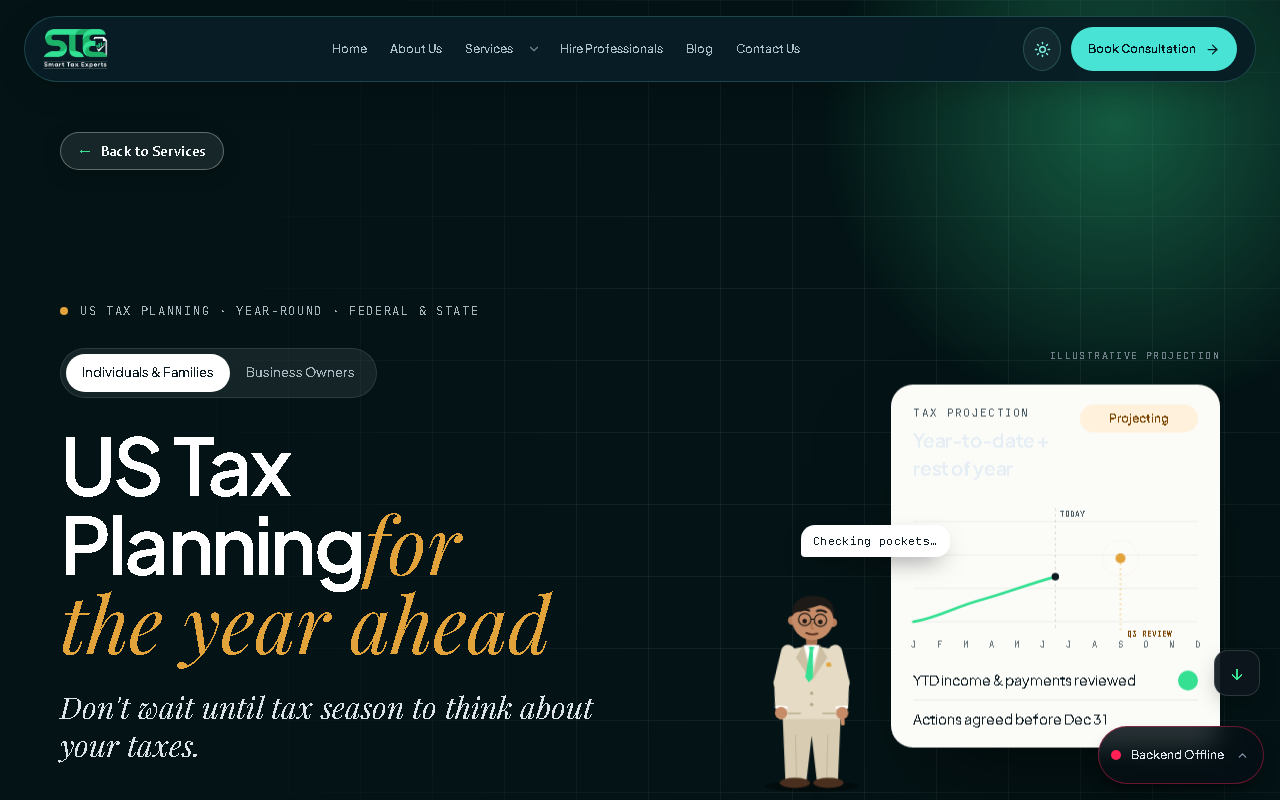 STE
Smart Tax Experts
Home
About Us
Services
Hire Professionals
Blog
Contact Us
Book Consultation →
← Back to Services
US TAX PLANNING · YEAR-ROUND · FEDERAL & STATE
Individuals & Families
Business Owners
US Tax
Planning for
the year ahead
Don't wait until tax season to think about
your taxes.
ILLUSTRATIVE PROJECTION
TAX PROJECTION
Projecting
Year-to-date +
rest of year
TODAY
Checking pockets…
Q3 REVIEW
J F M A M J J A S O N D
YTD income & payments reviewed
Actions agreed before Dec 31
Backend Offline